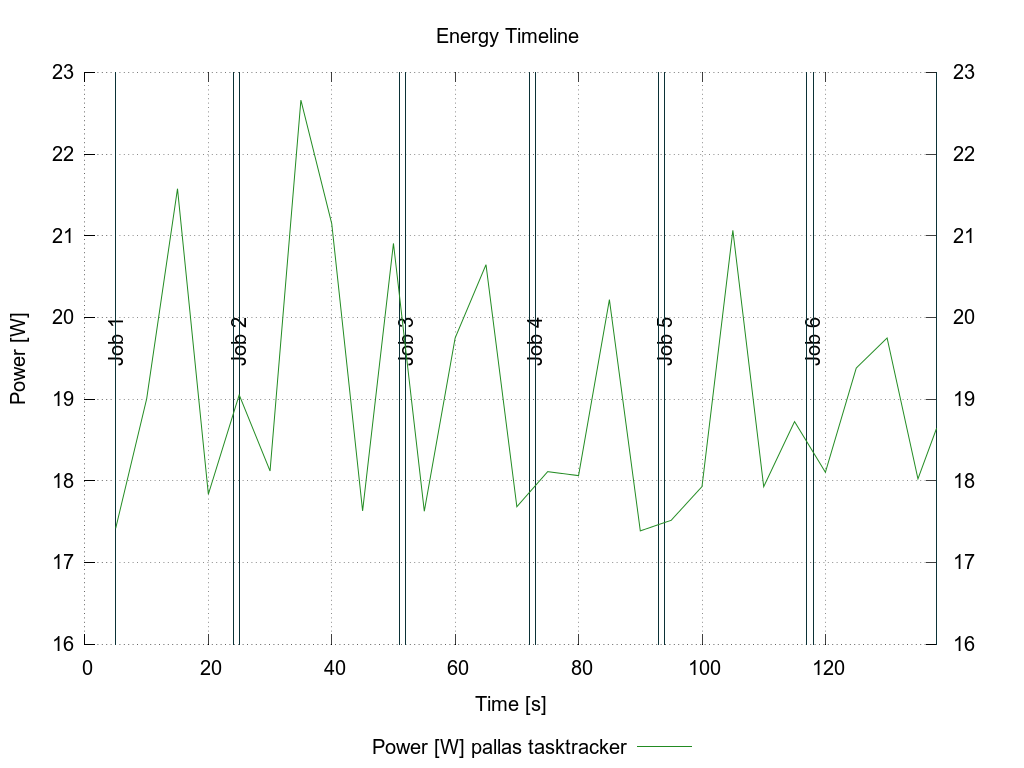 Energy Timeline
23
22
21
20
19
18
17
16
23
22
21
20
19
18
17
16
Power [W]
Job 1
Job 2
Job 3
Job 4
Job 5
Job 6
0 20 40 60 80 100 120
Time [s]
Power [W] pallas tasktracker